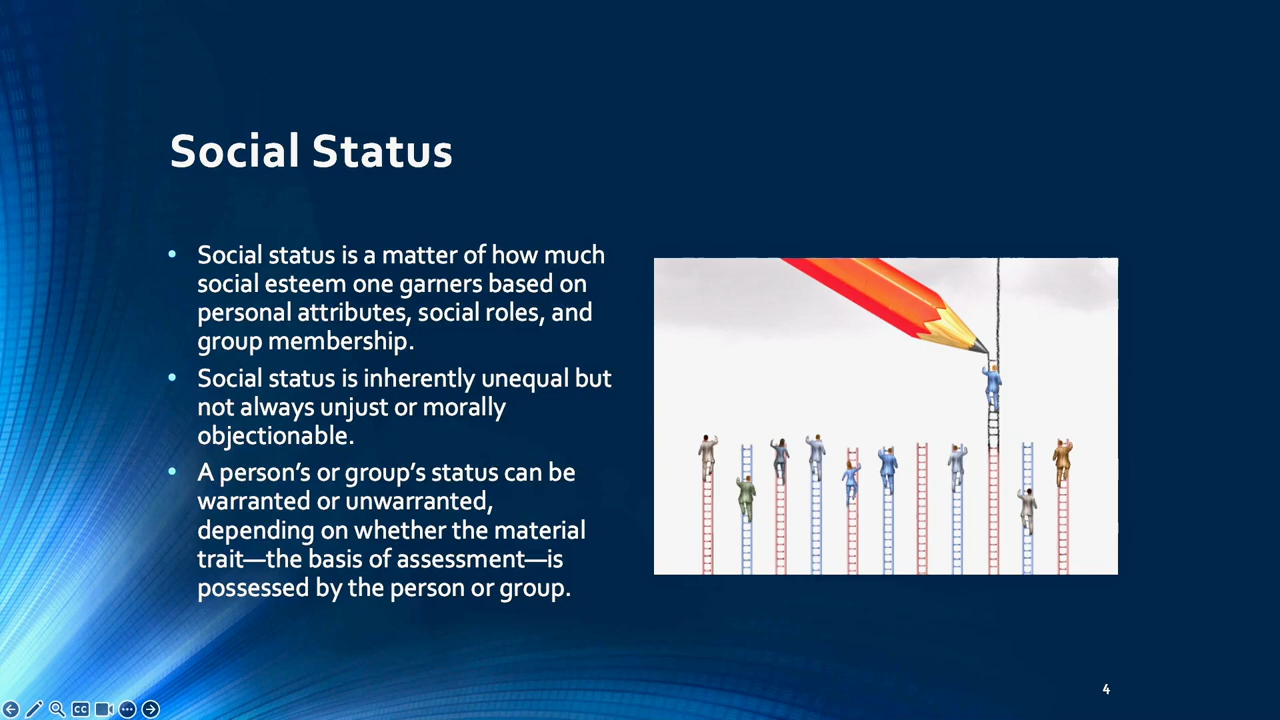 Social Status
• Social status is a matter of how much
social esteem one garners based on
personal attributes, social roles, and
group membership.
• Social status is inherently unequal but
not always unjust or morally
objectionable.
• A person’s or group’s status can be
warranted or unwarranted,
depending on whether the material
trait—the basis of assessment—is
possessed by the person or group.
4
CC